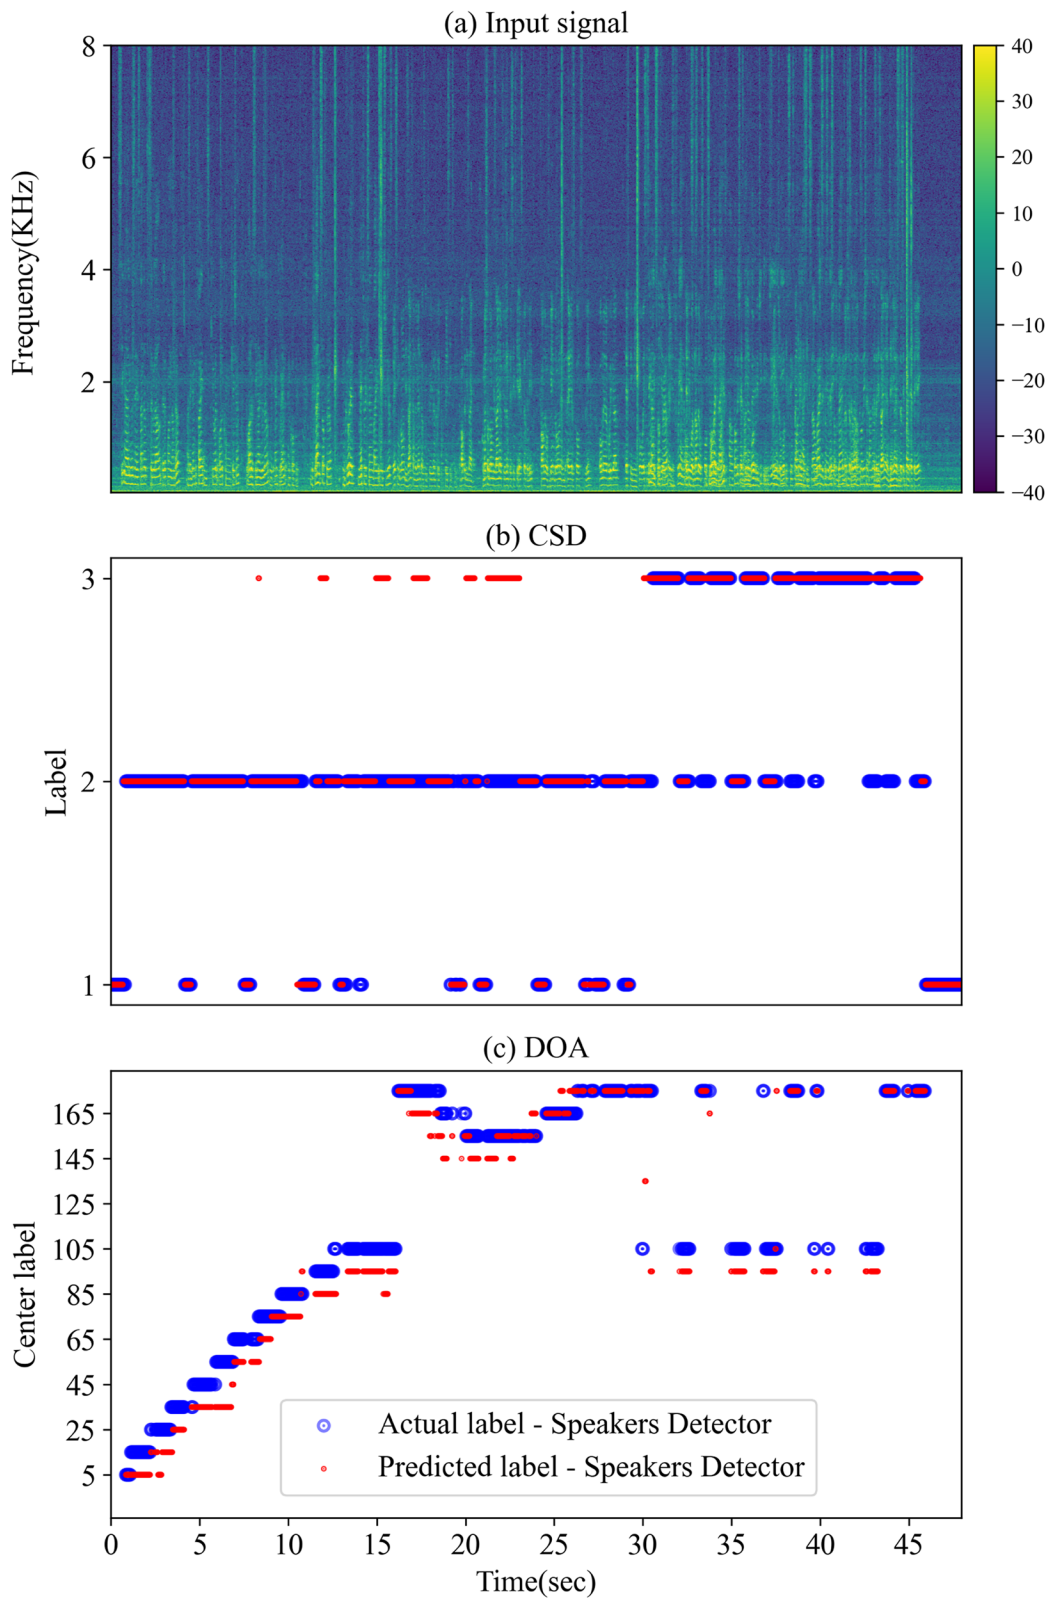 (a) Input signal
8
6
4
2
Frequency(KHz)
40
30
20
10
0
−10
−20
−30
−40
(b) CSD
3
2
1
Label
(c) DOA
165
145
125
105
85
65
45
25
5
Center label
Actual label - Speakers Detector
Predicted label - Speakers Detector
0 5 10 15 20 25 30 35 40 45
Time(sec)